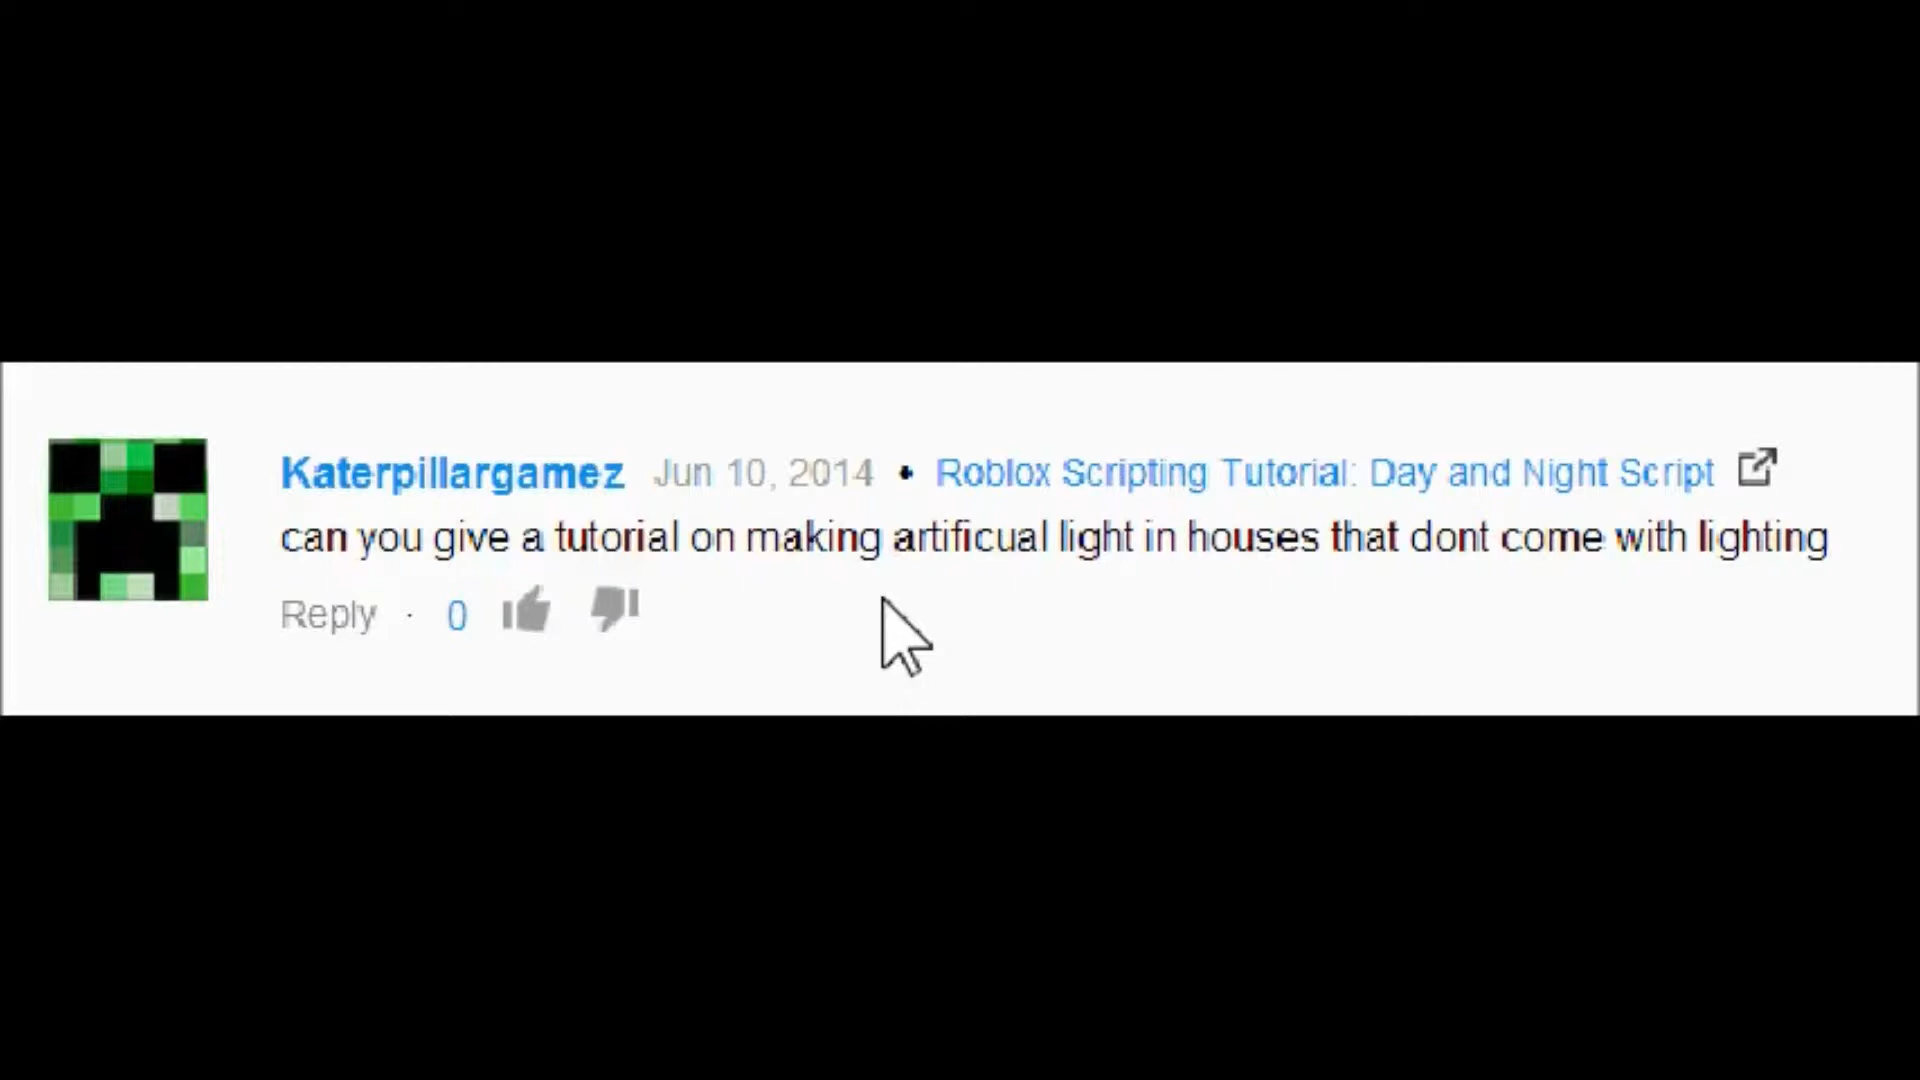 Katerpillargamez Jun 10, 2014 • Roblox Scripting Tutorial: Day and Night Script
can you give a tutorial on making artificual light in houses that dont come with lighting
Reply · 0